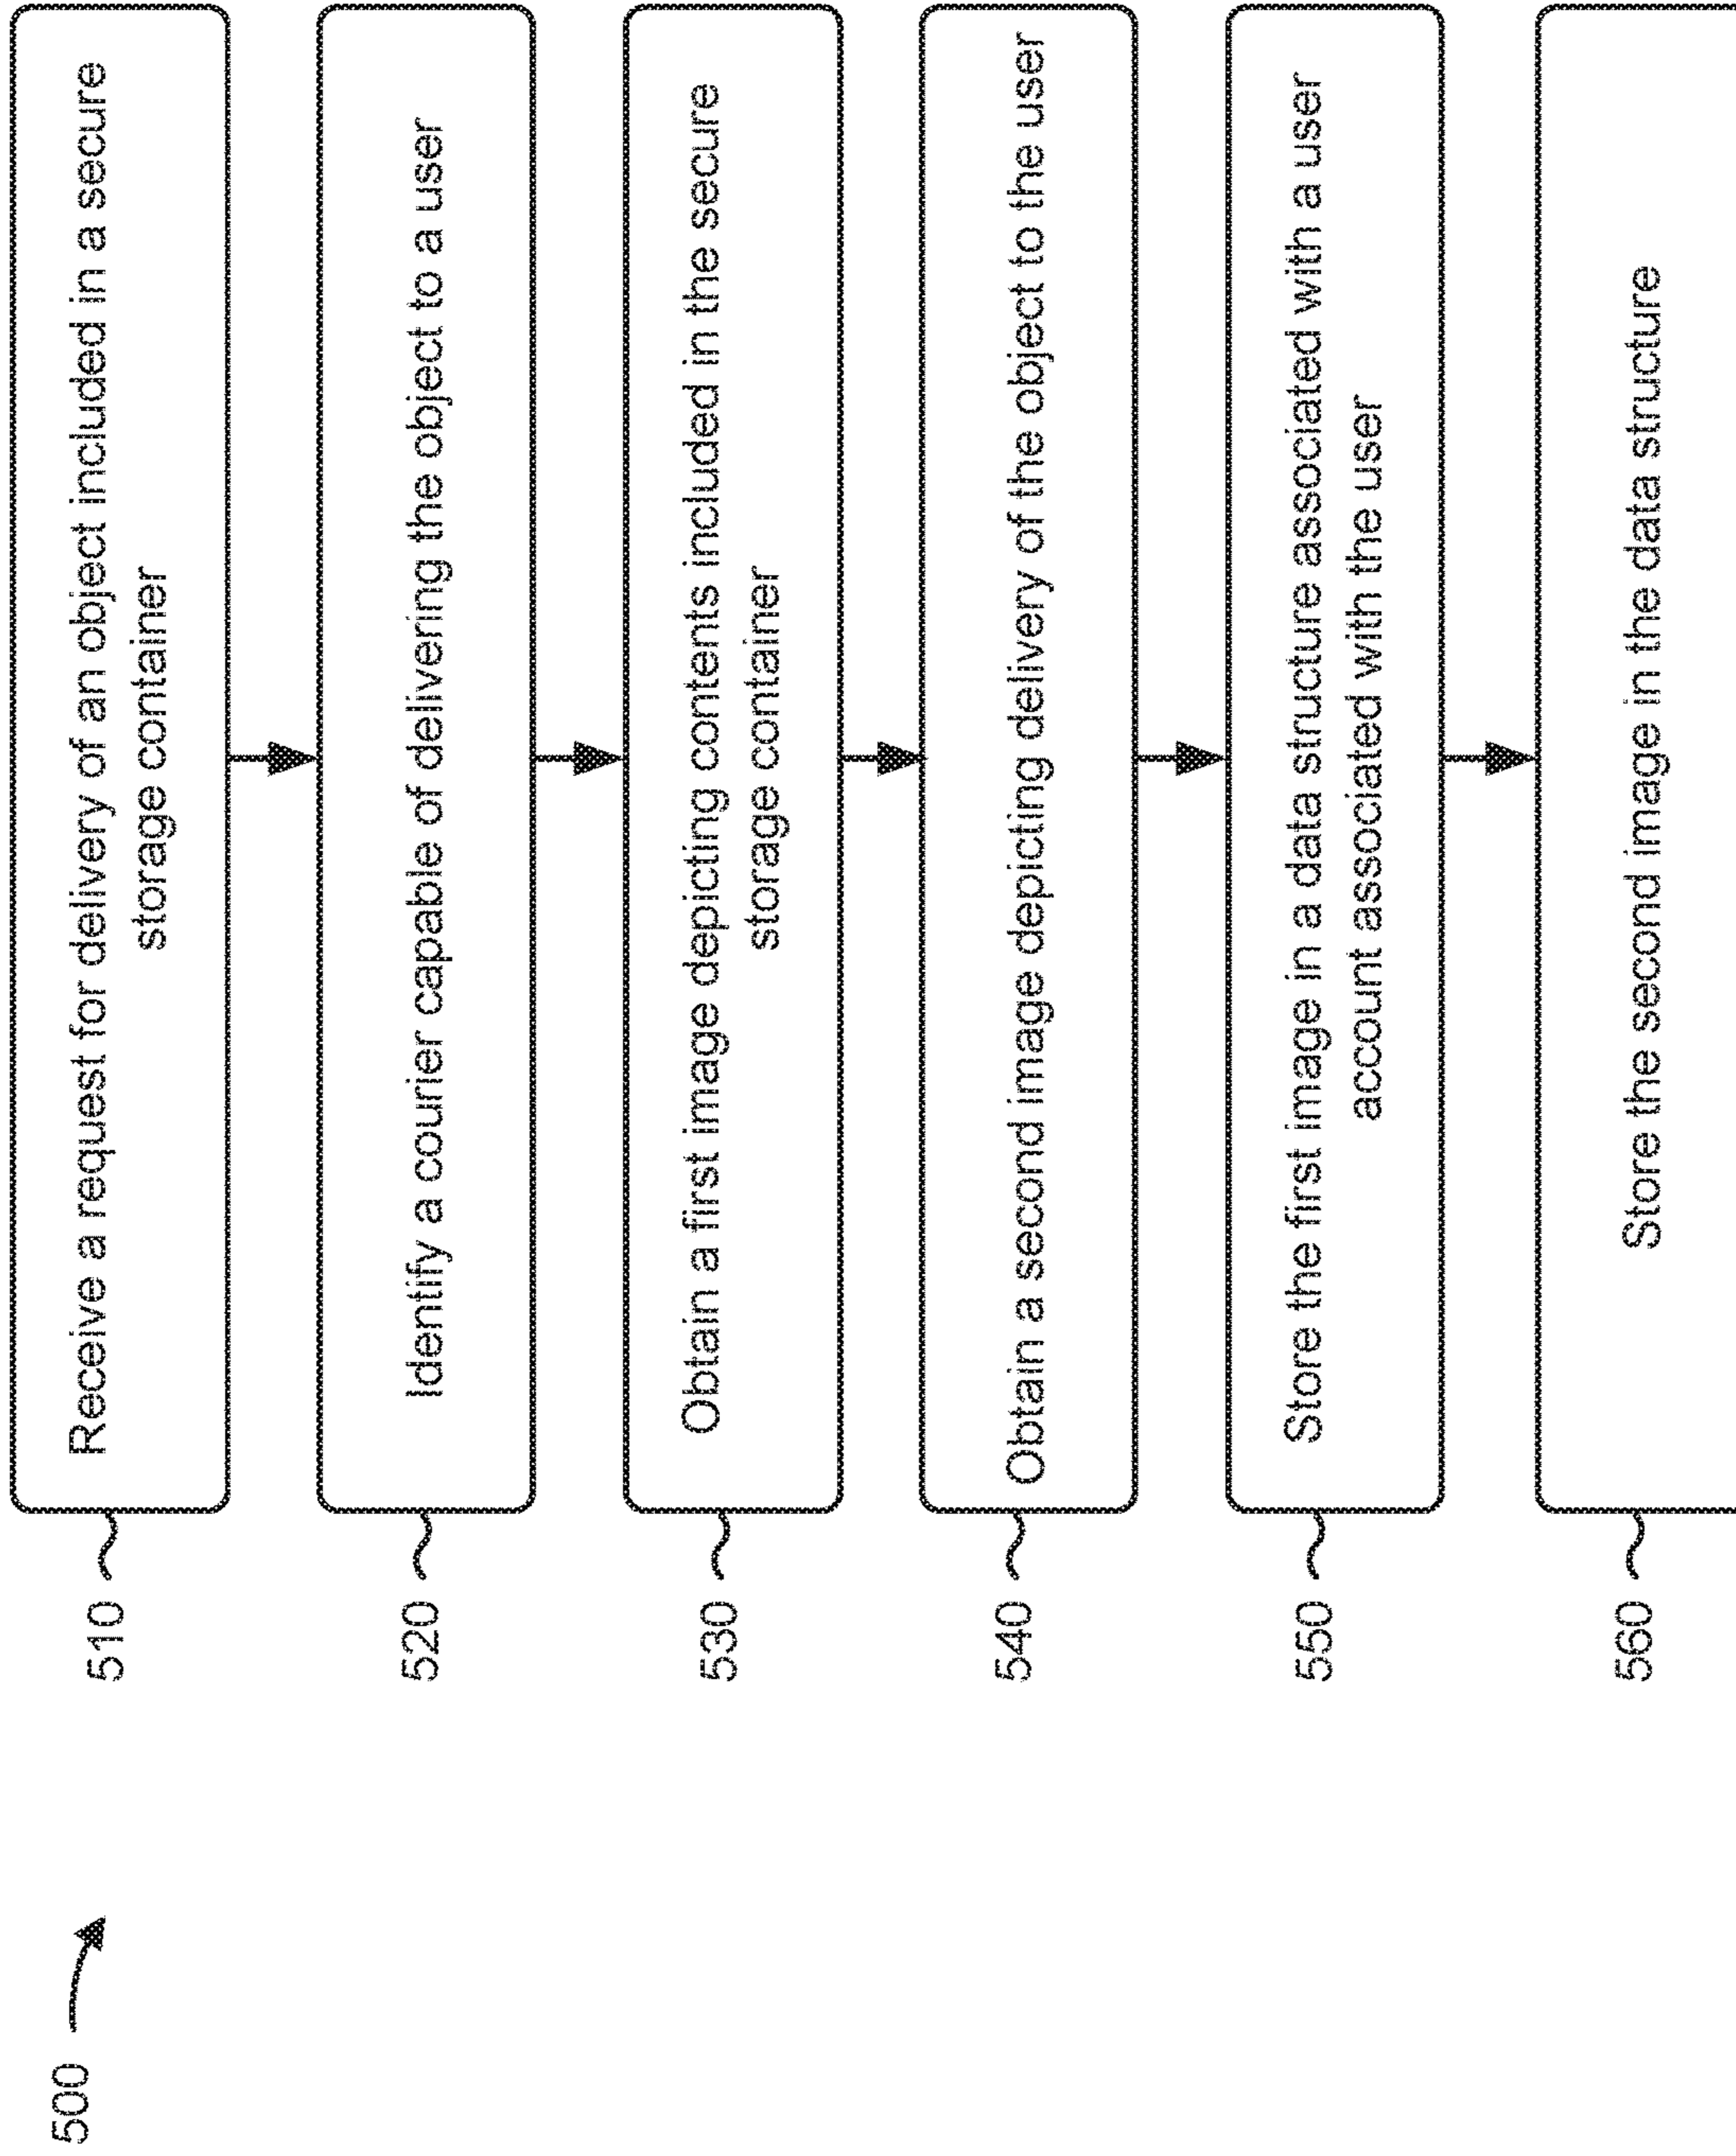 500
510
Receive a request for delivery of an object included in a secure
storage container
520
Identify a courier capable of delivering the object to a user
530
Obtain a first image depicting contents included in the secure
storage container
540
Obtain a second image depicting delivery of the object to the user
550
Store the first image in a data structure associated with a user
account associated with the user
560
Store the second image in the data structure